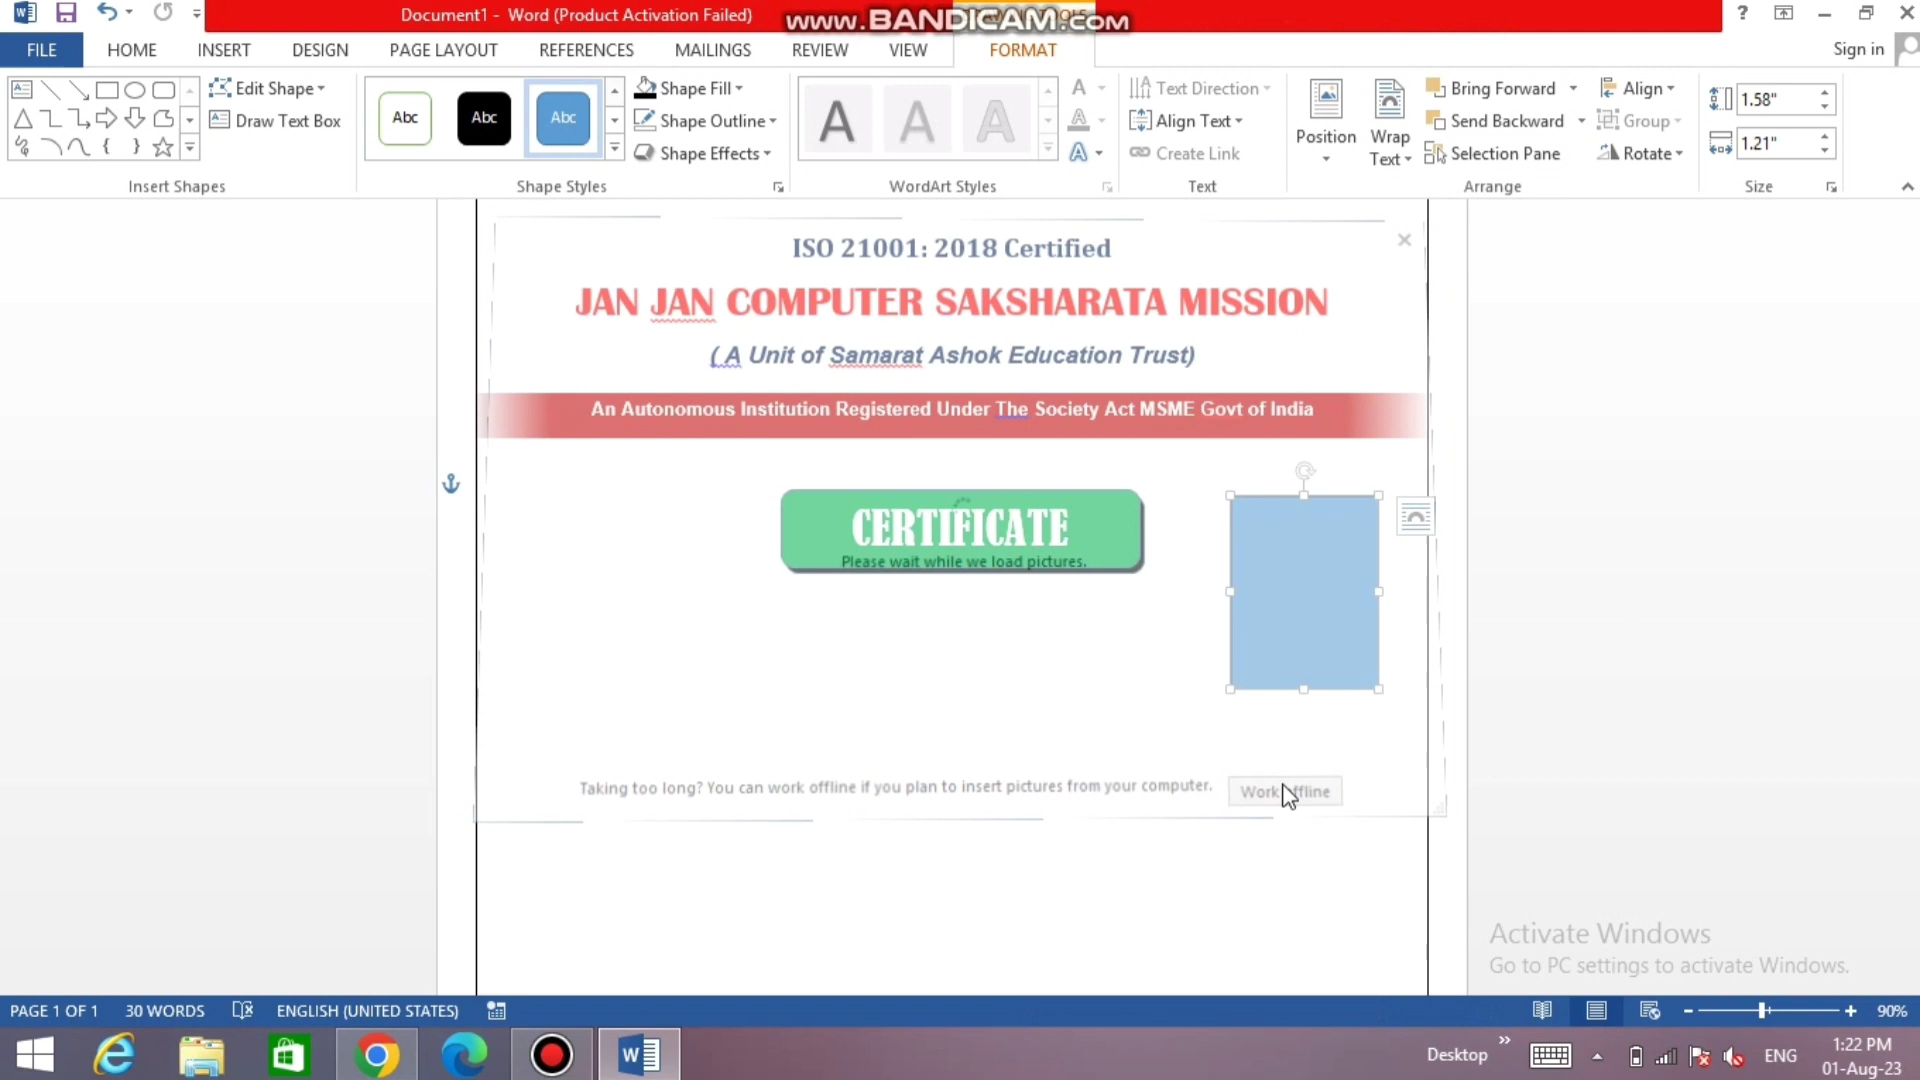 Document1 - Word (Product Activation Failed)
www.BANDICAM.com
FILE HOME INSERT DESIGN PAGE LAYOUT REFERENCES MAILINGS REVIEW VIEW FORMAT Sign in
Edit Shape
Draw Text Box
Insert Shapes
Abc Abc Abc
Shape Fill
Shape Outline
Shape Effects
Shape Styles
A A A
WordArt Styles
Text Direction
Align Text
Create Link
Text
Position
Wrap Text
Bring Forward
Send Backward
Selection Pane
Align
Group
Rotate
Arrange
1.58"
1.21"
Size
ISO 21001: 2018 Certified
JAN JAN COMPUTER SAKSHARATA MISSION
( A Unit of Samarat Ashok Education Trust)
An Autonomous Institution Registered Under The Society Act MSME Govt of India
CERTIFICATE
Please wait while we load pictures.
Taking too long? You can work offline if you plan to insert pictures from your computer.
Work offline
Activate Windows
Go to PC settings to activate Windows.
PAGE 1 OF 1 30 WORDS ENGLISH (UNITED STATES) 90%
Desktop ENG
1:22 PM
01-Aug-23